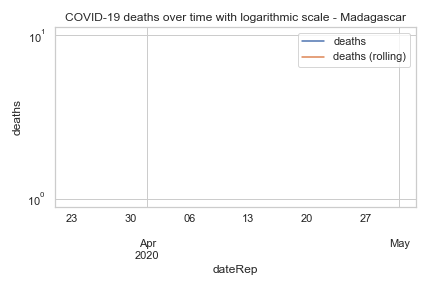 COVID-19 deaths over time with logarithmic scale - Madagascar
10¹
deaths
deaths (rolling)
deaths
10⁰
23 30 06 13 20 27
Apr May
2020
dateRep